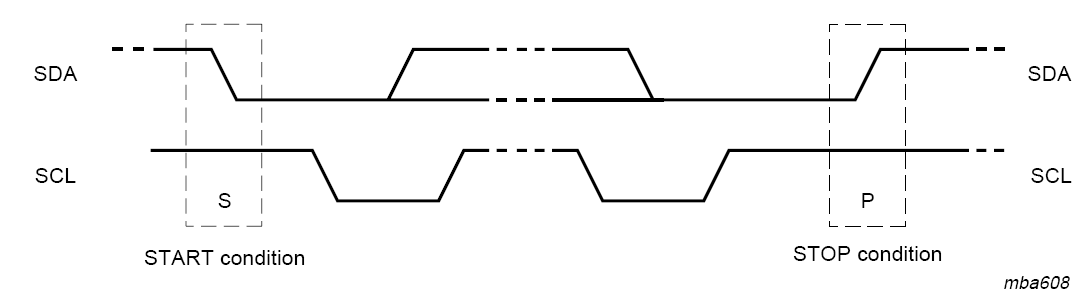 SDA SDA
SCL SCL
S P
START condition STOP condition
mba608